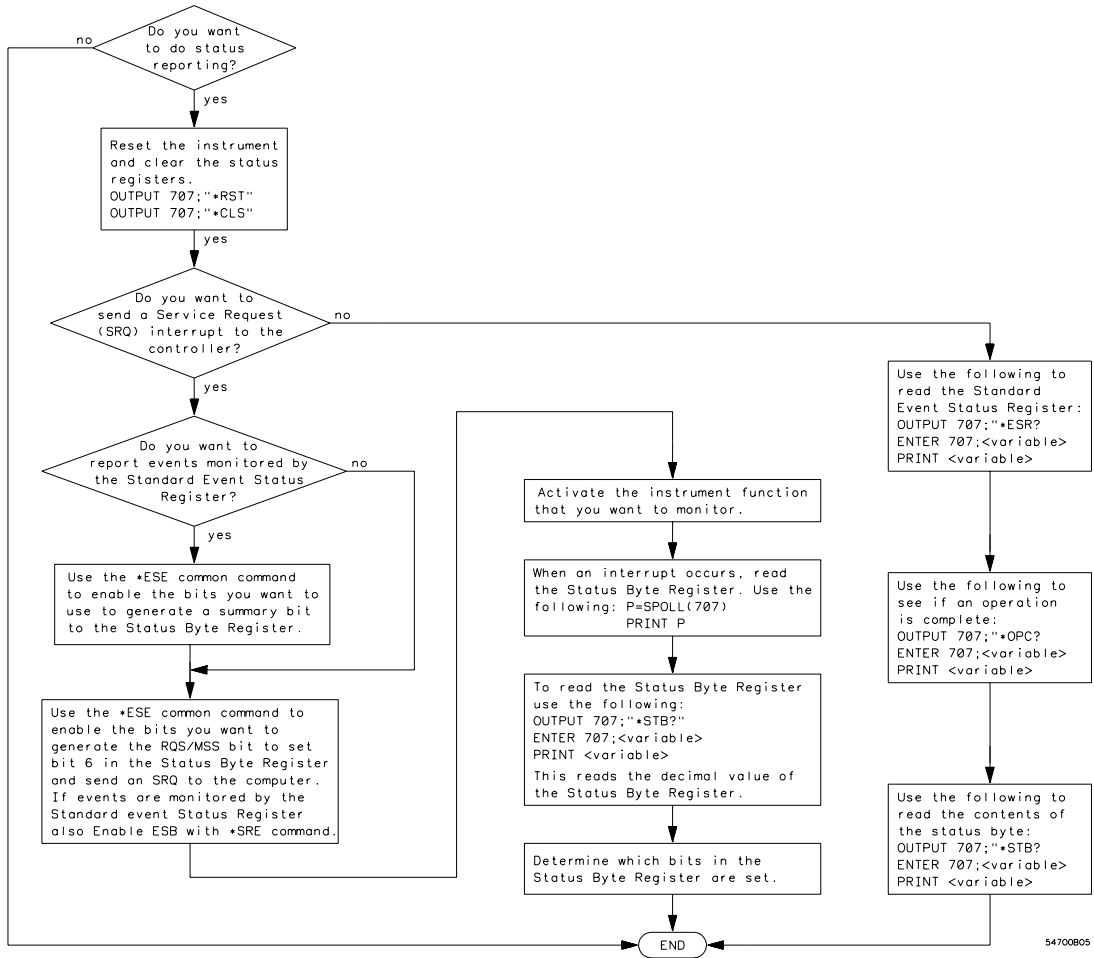 Do you want
to do status
reporting?
no
yes
Reset the instrument
and clear the status
registers.
OUTPUT 707;"*RST"
OUTPUT 707;"*CLS"
yes
Do you want to
send a Service Request
(SRQ) interrupt to the
controller?
no
yes
Do you want to
report events monitored by
the Standard Event Status
Register?
no
yes
Use the *ESE common command
to enable the bits you want to
use to generate a summary bit
to the Status Byte Register.
Use the *ESE common command to
enable the bits you want to
generate the RQS/MSS bit to set
bit 6 in the Status Byte Register
and send an SRQ to the computer.
If events are monitored by the
Standard event Status Register
also Enable ESB with *SRE command.
Activate the instrument function
that you want to monitor.
When an interrupt occurs, read
the Status Byte Register. Use the
following: P=SPOLL(707)
PRINT P
To read the Status Byte Register
use the following:
OUTPUT 707;"*STB?"
ENTER 707;<variable>
PRINT <variable>
This reads the decimal value of
the Status Byte Register.
Determine which bits in the
Status Byte Register are set.
Use the following to
read the Standard
Event Status Register:
OUTPUT 707;"*ESR?
ENTER 707;<variable>
PRINT <variable>
Use the following to
see if an operation
is complete:
OUTPUT 707;"*OPC?
ENTER 707;<variable>
PRINT <variable>
Use the following to
read the contents of
the status byte:
OUTPUT 707;"*STB?
ENTER 707;<variable>
PRINT <variable>
END
54700B05